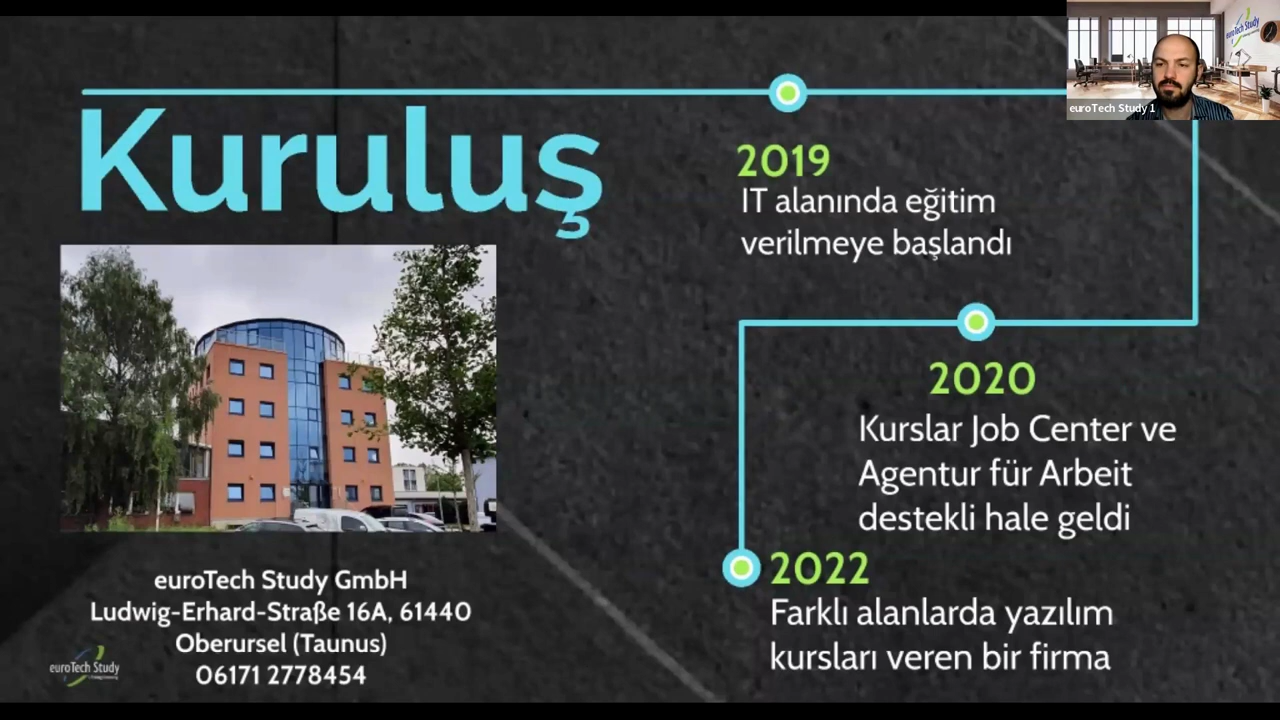 Kuruluş
2019
IT alanında eğitim
verilmeye başlandı
2020
Kurslar Job Center ve
Agentur für Arbeit
destekli hale geldi
2022
Farklı alanlarda yazılım
kursları veren bir firma
euroTech Study GmbH
Ludwig-Erhard-Straße 16A, 61440
Oberursel (Taunus)
06171 2778454
euroTech Study
euroTech Study
euroTech Study 1